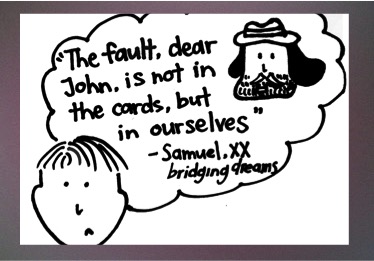 "The fault, dear
John, is not in
the cards, but
in ourselves"
- Samuel, XX
bridging dreams